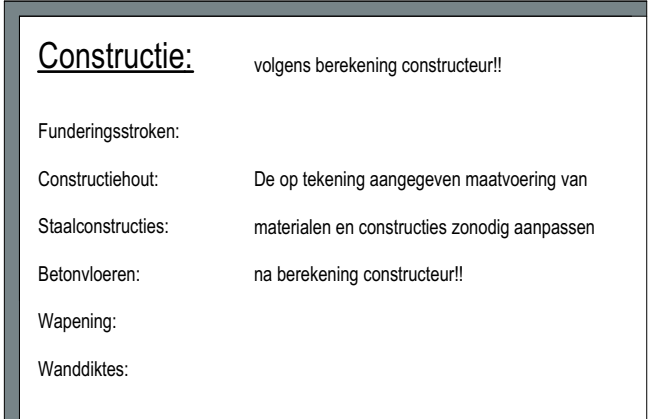 Constructie: volgens berekening constructeur!!
Funderingsstroken:
Constructiehout: De op tekening aangegeven maatvoering van
Staalconstructies: materialen en constructies zonodig aanpassen
Betonvloeren: na berekening constructeur!!
Wapening:
Wanddiktes: